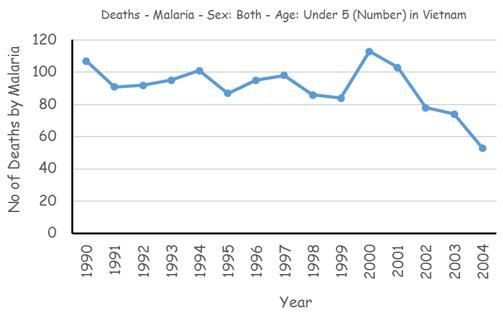 Deaths - Malaria - Sex: Both - Age: Under 5 (Number) in Vietnam
No of Deaths by Malaria
120
100
80
60
40
20
0
1990 1991 1992 1993 1994 1995 1996 1997 1998 1999 2000 2001 2002 2003 2004
Year